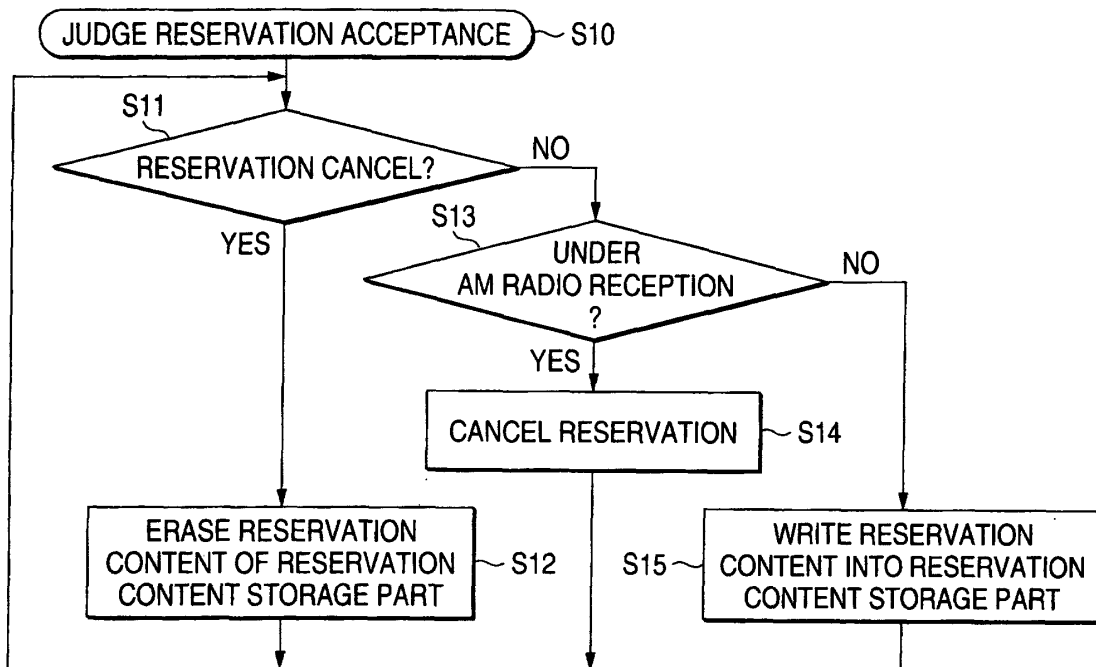 JUDGE RESERVATION ACCEPTANCE
S10
S11
RESERVATION CANCEL?
NO
YES
S13
UNDER
AM RADIO RECEPTION
?
NO
YES
CANCEL RESERVATION
S14
ERASE RESERVATION
CONTENT OF RESERVATION
CONTENT STORAGE PART
S12
S15
WRITE RESERVATION
CONTENT INTO RESERVATION
CONTENT STORAGE PART